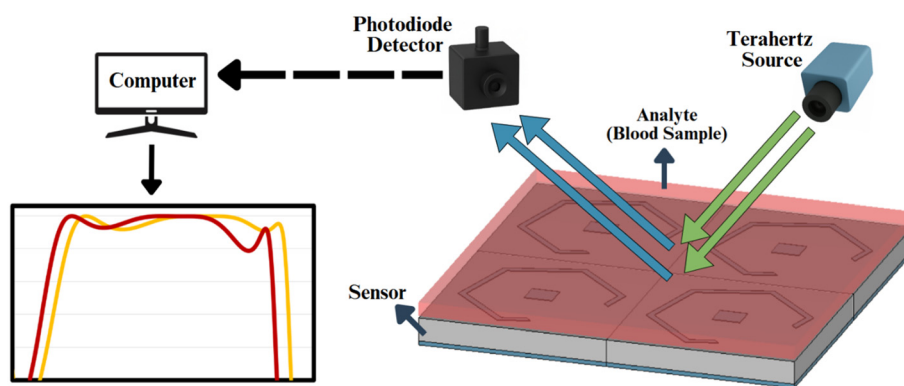 Photodiode
Detector
Terahertz
Source
Computer
Analyte
(Blood Sample)
Sensor